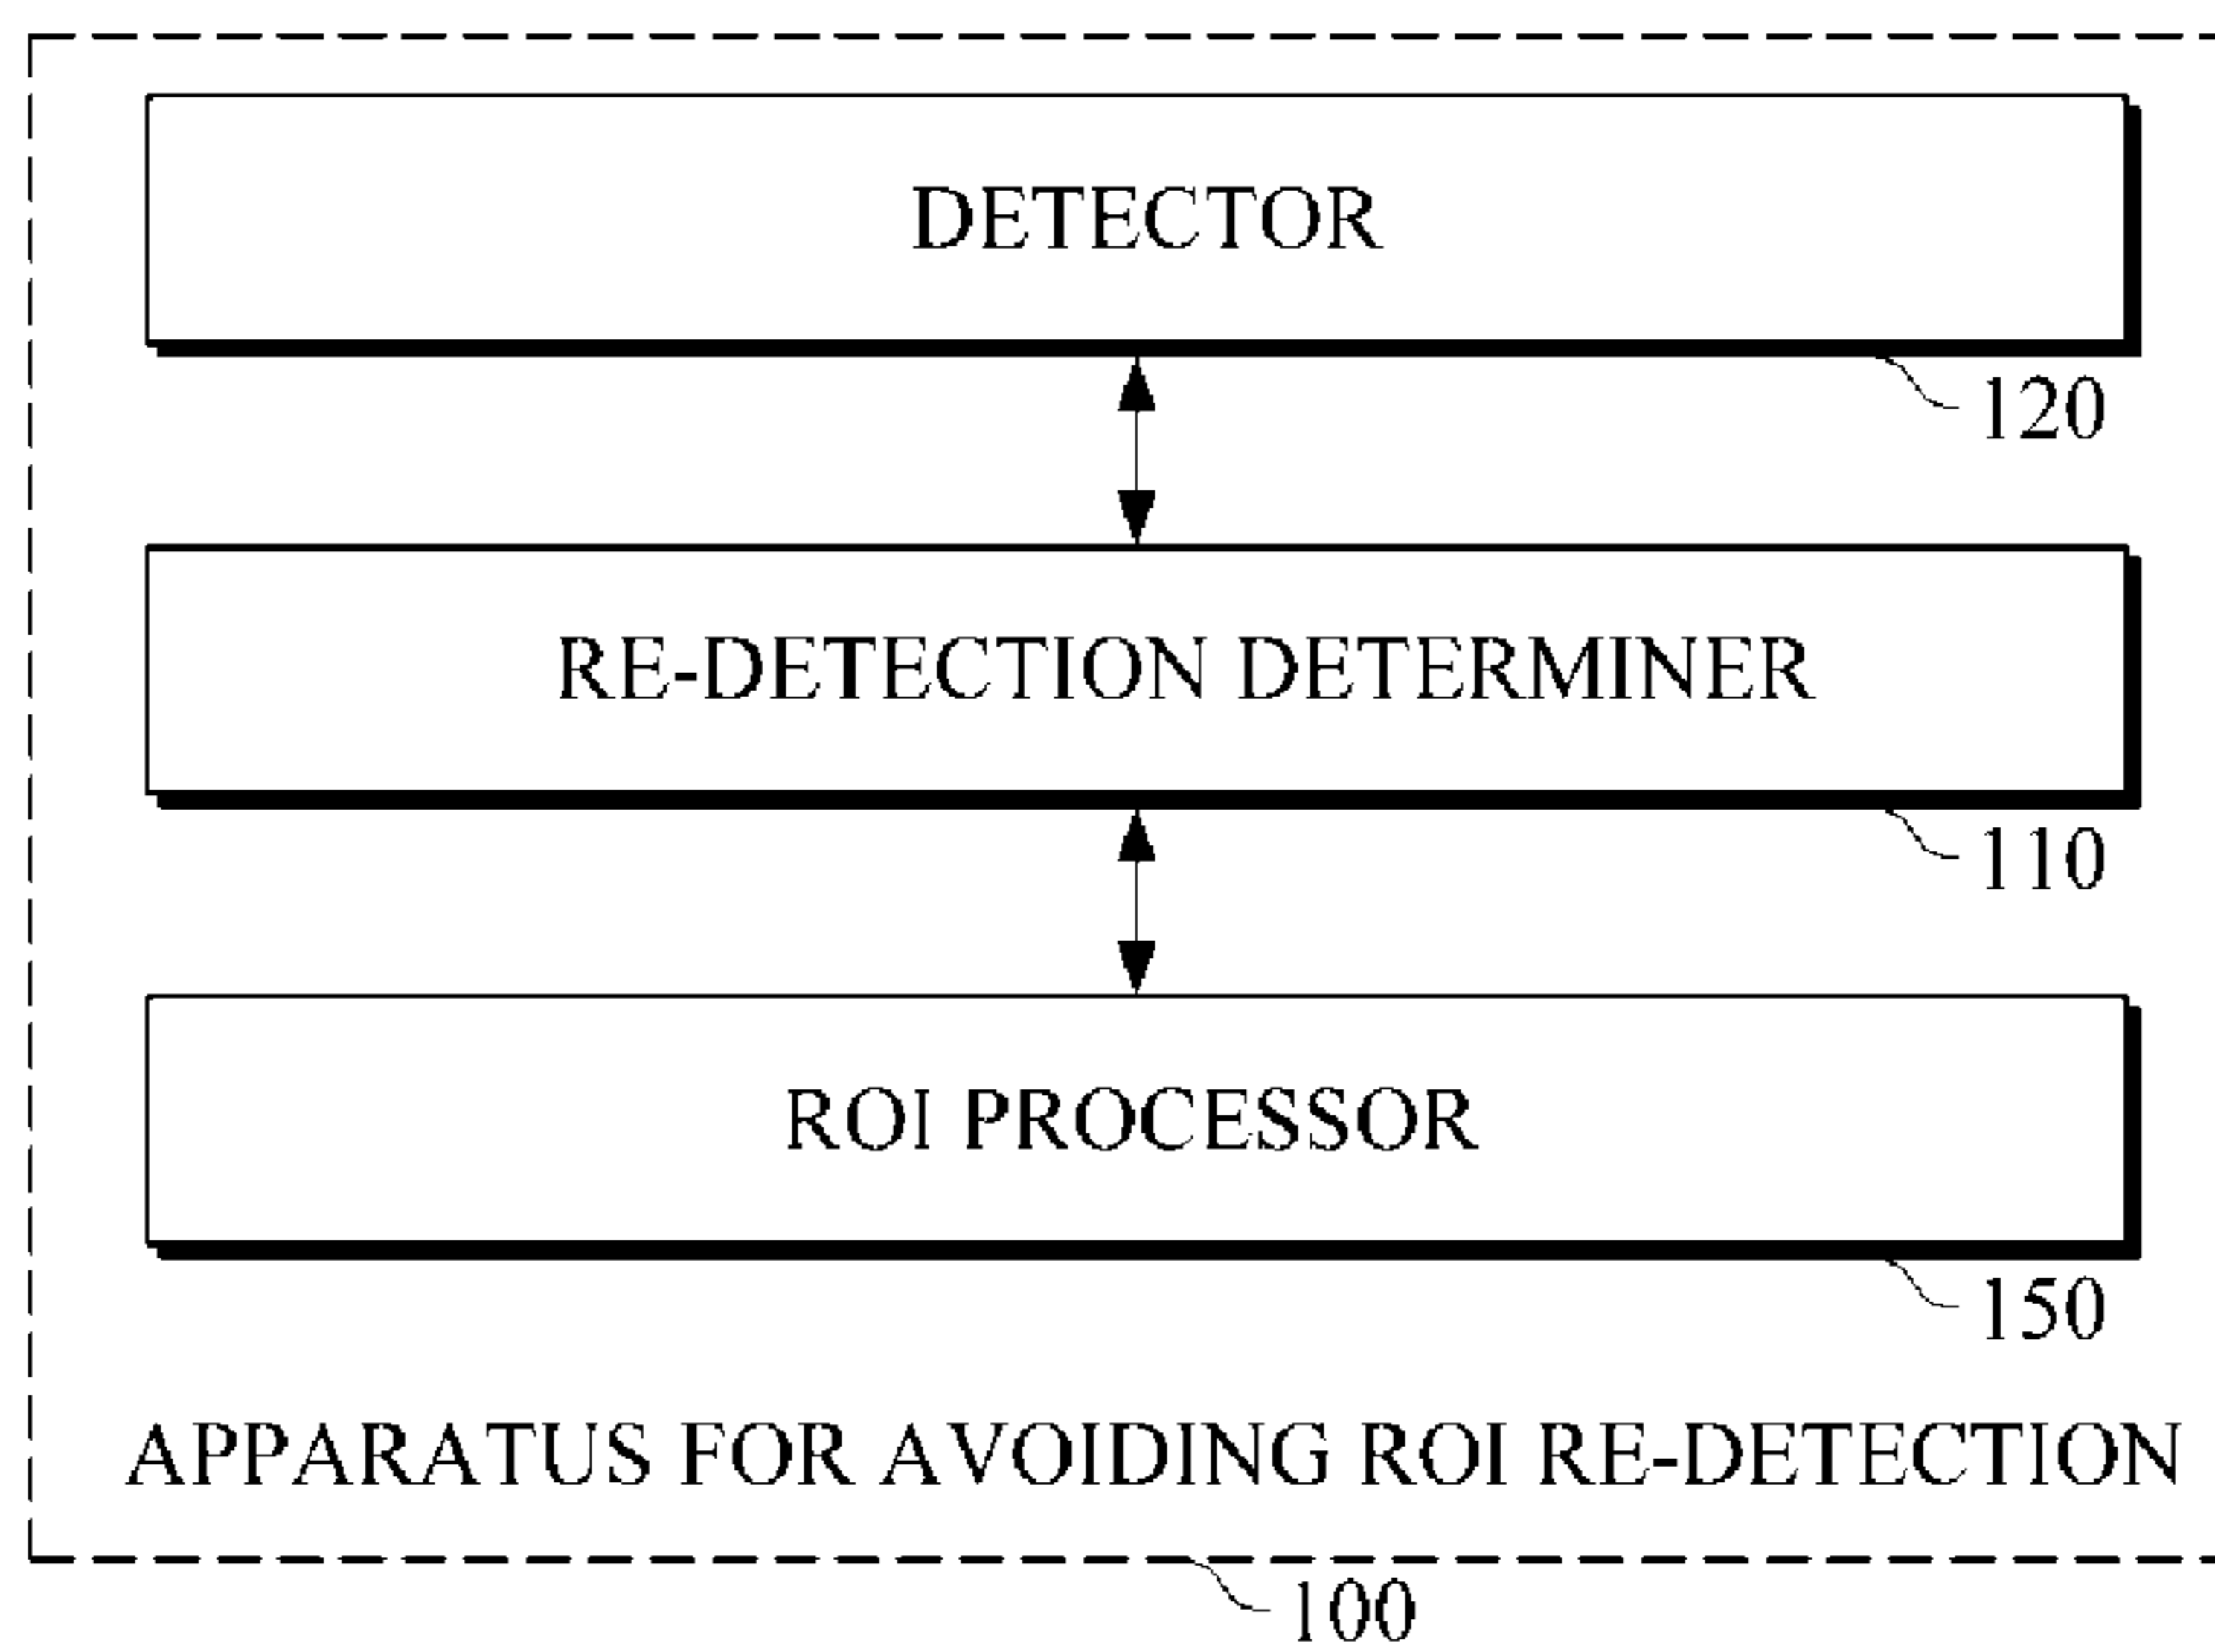 DETECTOR
120
RE-DETECTION DETERMINER
110
ROI PROCESSOR
150
APPARATUS FOR AVOIDING ROI RE-DETECTION
100